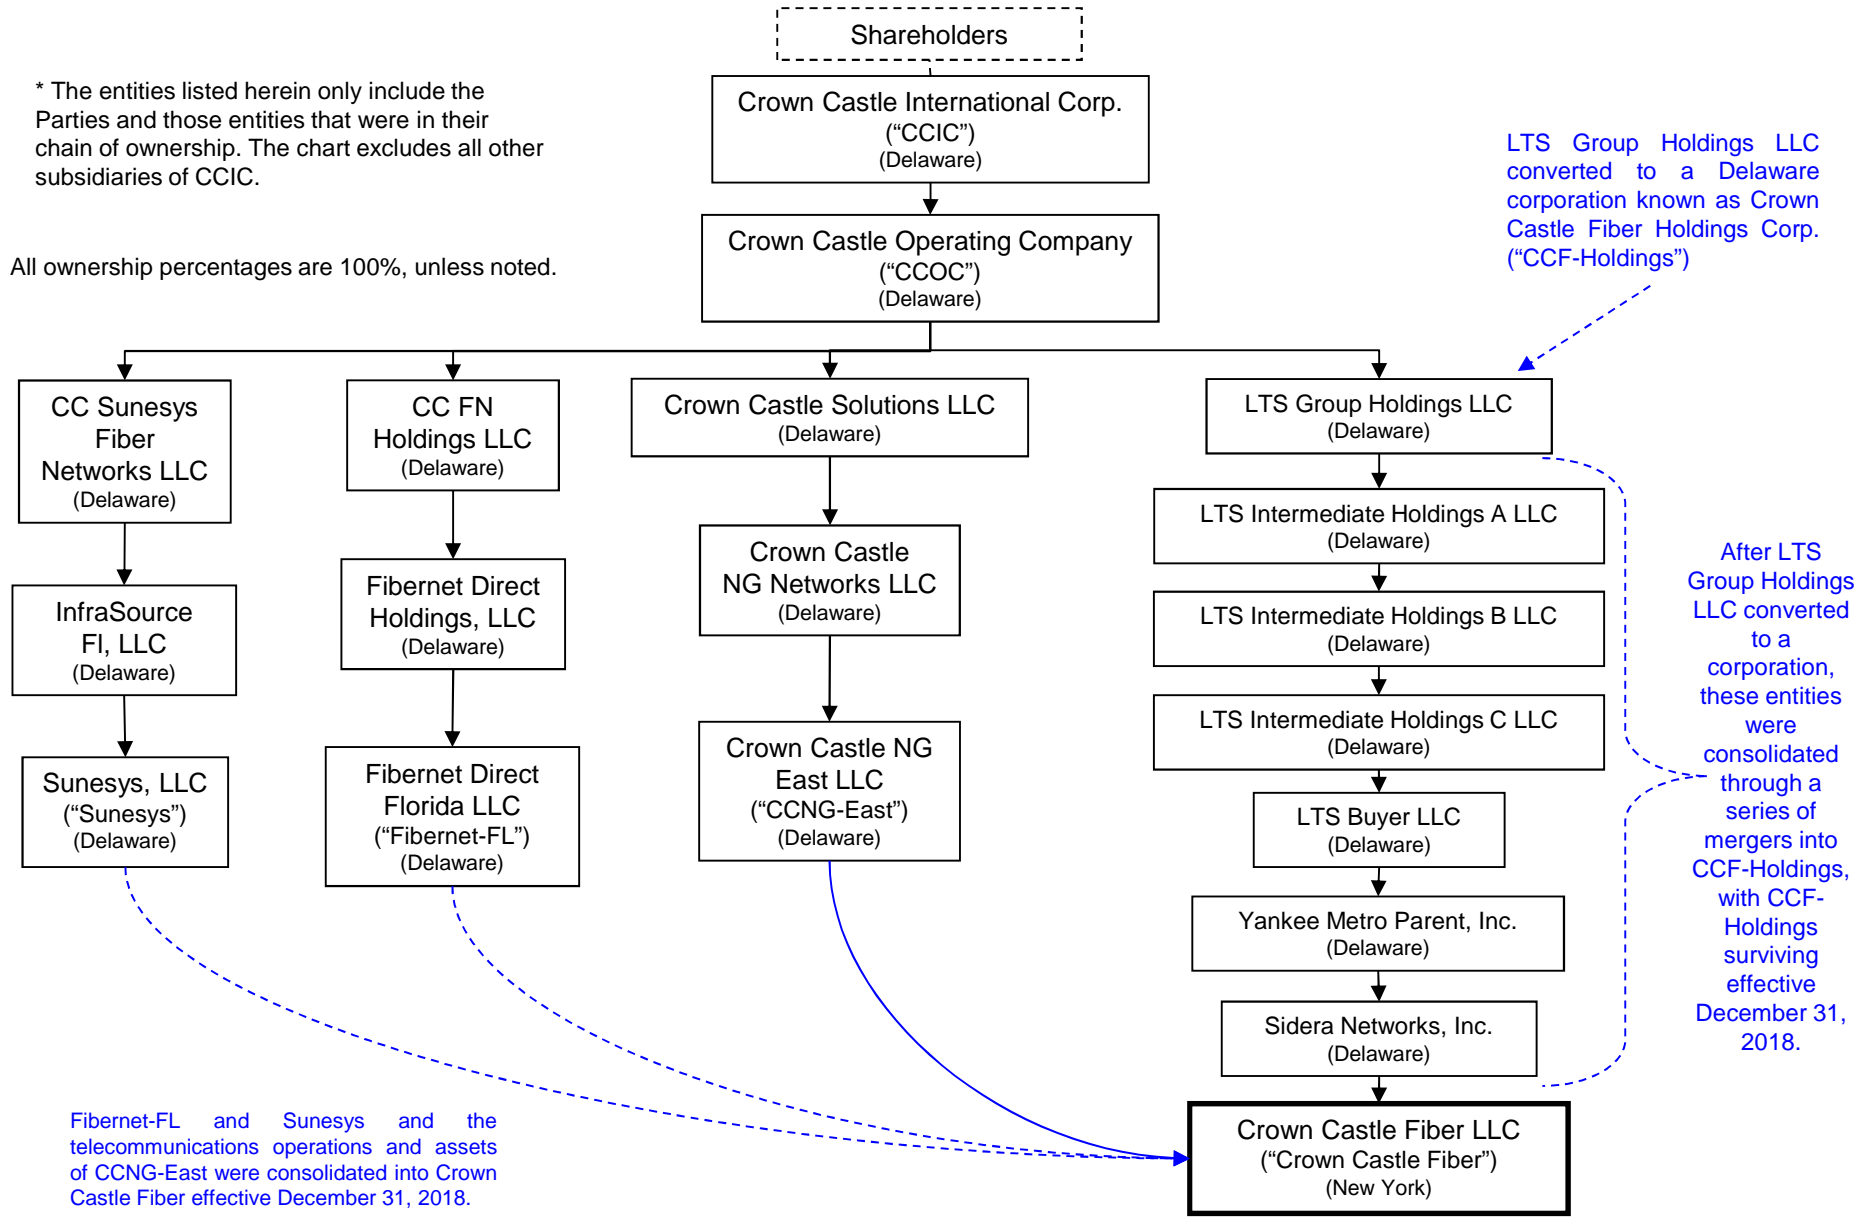 Shareholders
* The entities listed herein only include the
Parties and those entities that were in their
chain of ownership. The chart excludes all other
subsidiaries of CCIC.
Crown Castle International Corp.
(“CCIC”)
(Delaware)
LTS Group Holdings LLC
converted to a Delaware
corporation known as Crown
Castle Fiber Holdings Corp.
(“CCF-Holdings”)
All ownership percentages are 100%, unless noted.
Crown Castle Operating Company
(“CCOC”)
(Delaware)
CC Sunesys
Fiber
Networks LLC
(Delaware)
CC FN
Holdings LLC
(Delaware)
Crown Castle Solutions LLC
(Delaware)
LTS Group Holdings LLC
(Delaware)
InfraSource
FI, LLC
(Delaware)
Fibernet Direct
Holdings, LLC
(Delaware)
Crown Castle
NG Networks LLC
(Delaware)
LTS Intermediate Holdings A LLC
(Delaware)
LTS Intermediate Holdings B LLC
(Delaware)
LTS Intermediate Holdings C LLC
(Delaware)
After LTS
Group Holdings
LLC converted
to a
corporation,
these entities
were
consolidated
through a
series of
mergers into
CCF-Holdings,
with CCF-
Holdings
surviving
effective
December 31,
2018.
Sunesys, LLC
(“Sunesys”)
(Delaware)
Fibernet Direct
Florida LLC
(“Fibernet-FL”)
(Delaware)
Crown Castle NG
East LLC
(“CCNG-East”)
(Delaware)
LTS Buyer LLC
(Delaware)
Yankee Metro Parent, Inc.
(Delaware)
Sidera Networks, Inc.
(Delaware)
Fibernet-FL and Sunesys and the
telecommunications operations and assets
of CCNG-East were consolidated into Crown
Castle Fiber effective December 31, 2018.
Crown Castle Fiber LLC
(“Crown Castle Fiber”)
(New York)